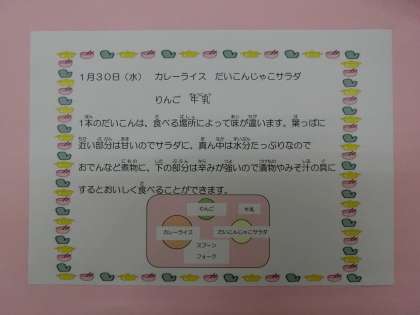 1月30日(水) カレーライス だいこんじゃこサラダ
りんご 牛乳
1本のだいこんは、食べる場所によって味が違います。葉っぱに
近い部分は甘いのでサラダに、真ん中は水分たっぷりなので
おでんなど煮物に、下の部分は辛みが強いので漬物やみそ汁の具に
するとおいしく食べることができます。
りんご 牛乳
カレーライス だいこんじゃこサラダ
スプーン
フォーク